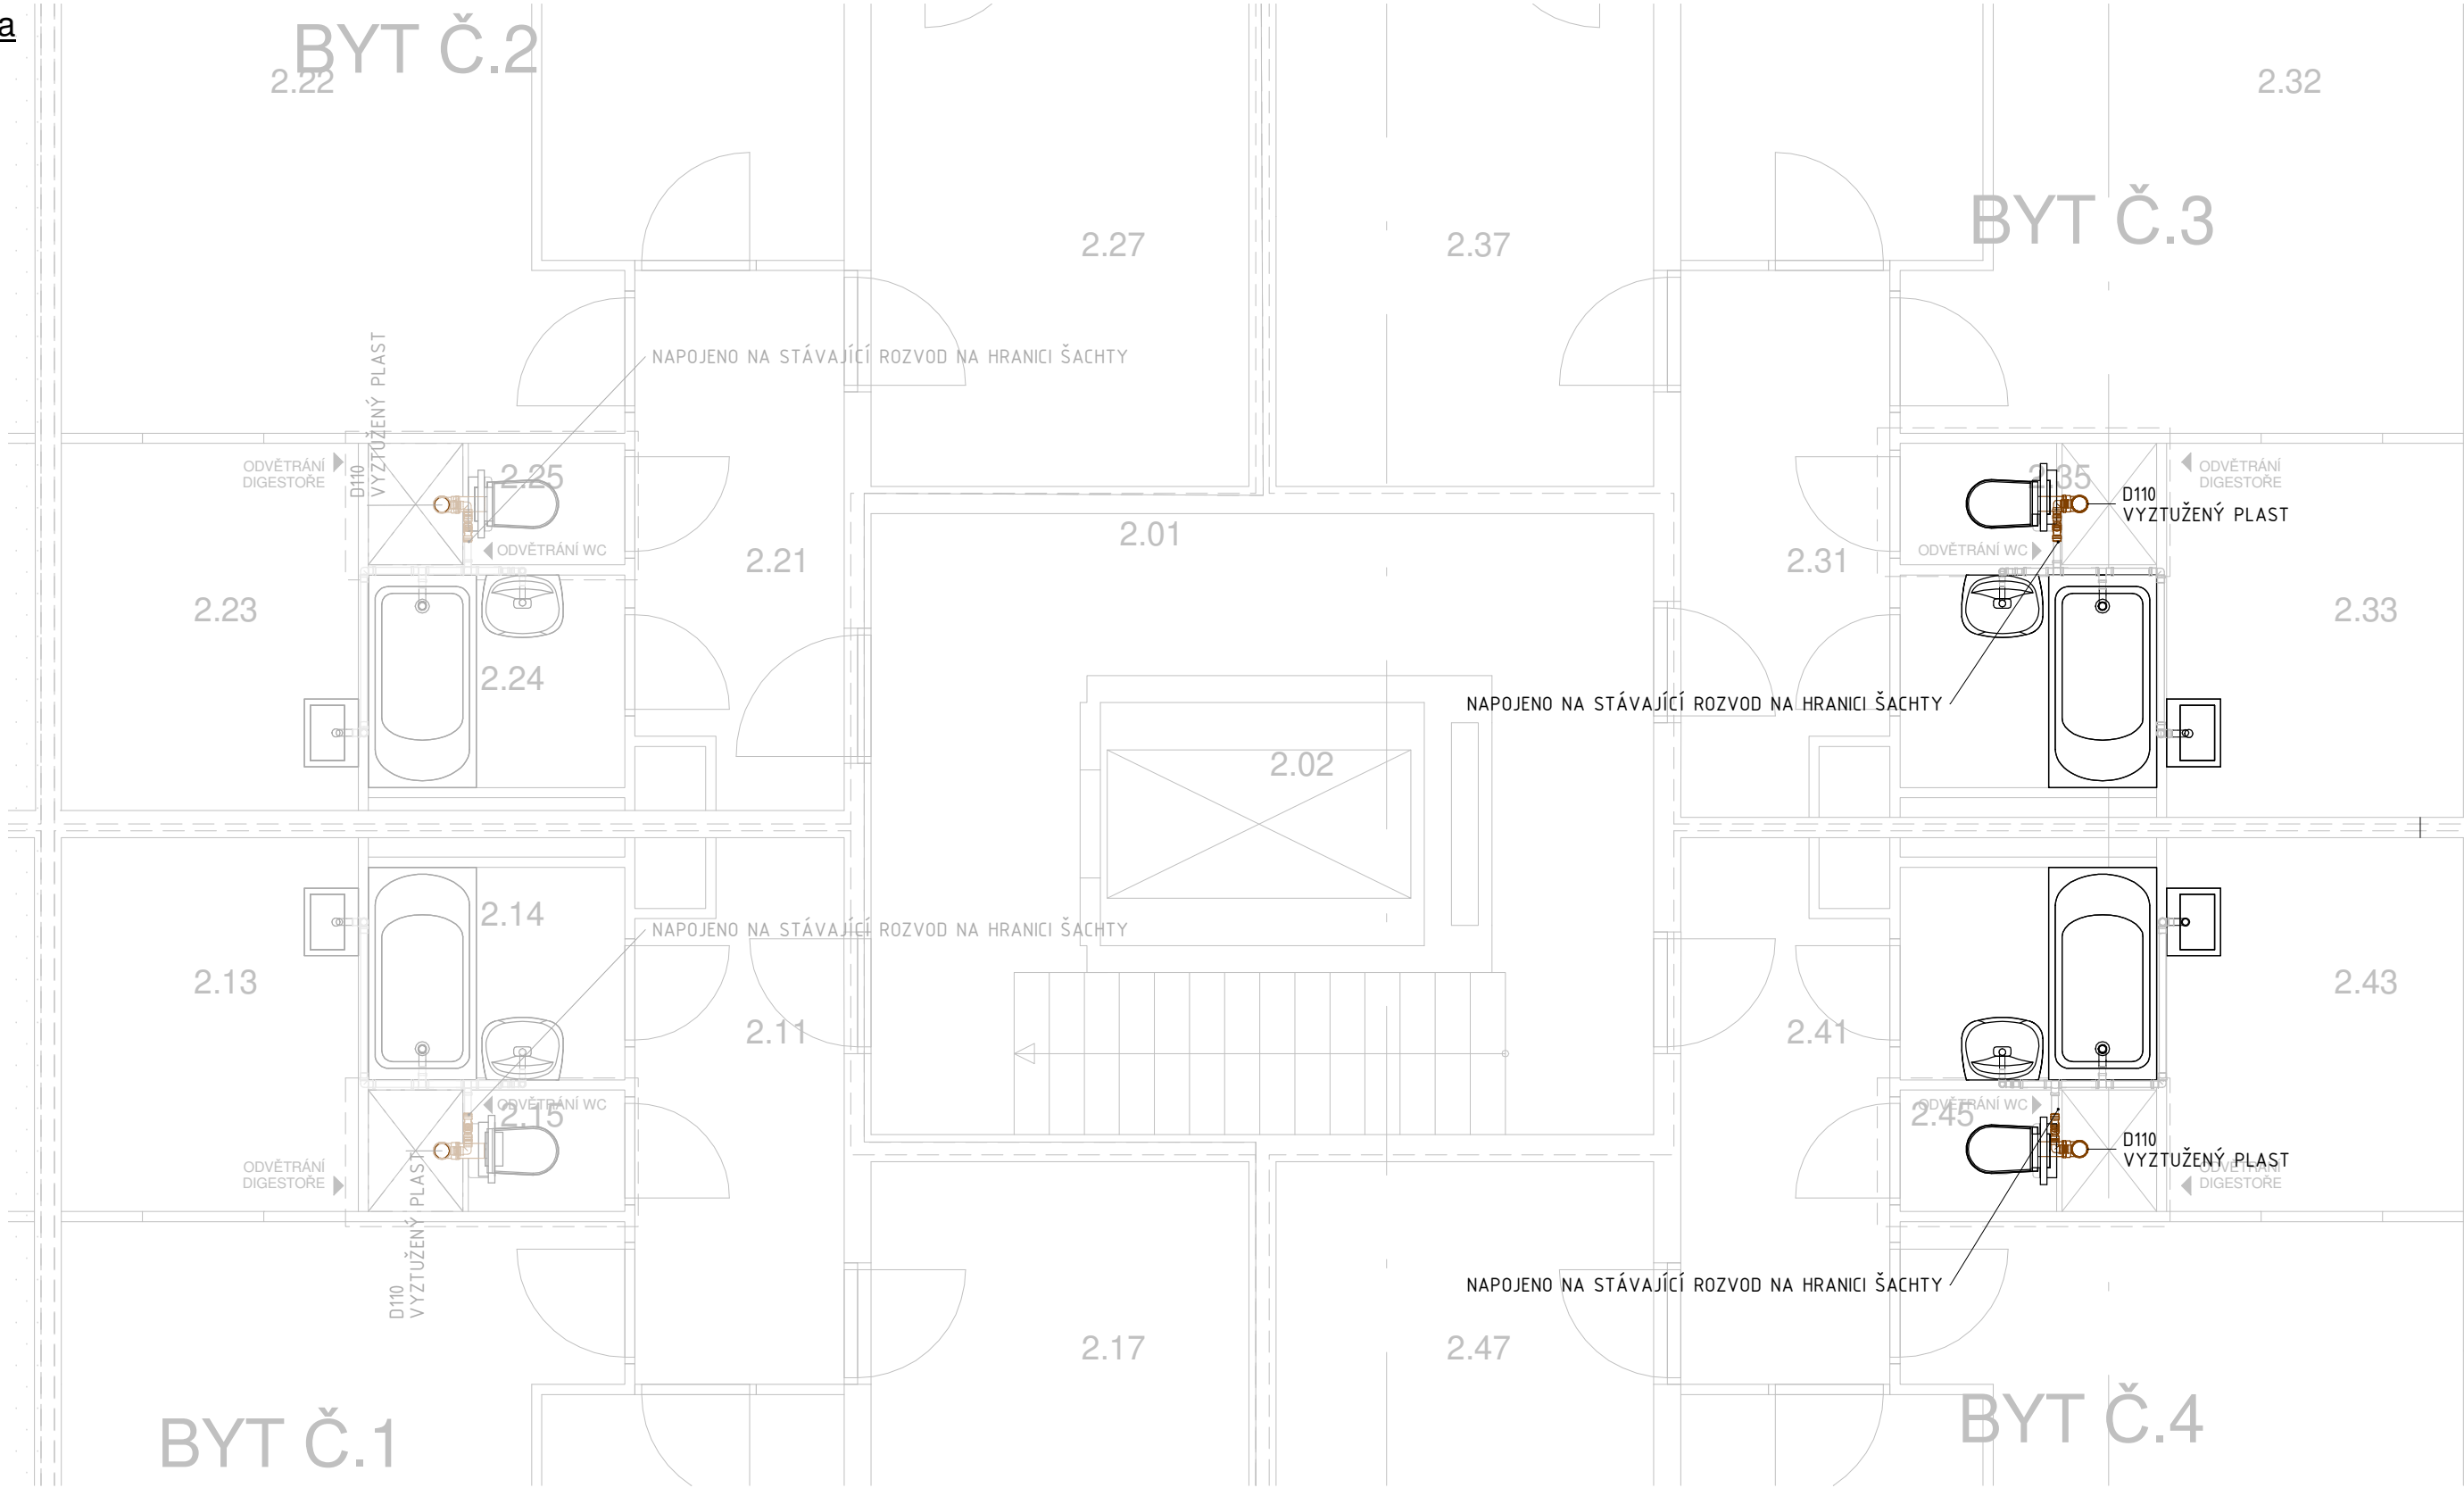 a
BYT Č.2
2.22
2.32
BYT Č.3
2.27
2.37
NAPOJENO NA STÁVAJÍCÍ ROZVOD NA HRANICI ŠACHTY
D110
VYZTUŽENÝ PLAST
ODVĚTRÁNÍ
DIGESTOŘE
2.25
ODVĚTRÁNÍ WC
2.21
2.01
2.31
2.35
D110
VYZTUŽENÝ PLAST
ODVĚTRÁNÍ
DIGESTOŘE
ODVĚTRÁNÍ WC
2.23
2.24
2.33
NAPOJENO NA STÁVAJÍCÍ ROZVOD NA HRANICI ŠACHTY
2.02
2.14
NAPOJENO NA STÁVAJÍCÍ ROZVOD NA HRANICI ŠACHTY
2.13
2.11
2.41
2.43
ODVĚTRÁNÍ WC
2.15
ODVĚTRÁNÍ
DIGESTOŘE
D110
VYZTUŽENÝ PLAST
ODVĚTRÁNÍ WC
2.45
D110
VYZTUŽENÝ PLAST
ODVĚTRÁNÍ
DIGESTOŘE
NAPOJENO NA STÁVAJÍCÍ ROZVOD NA HRANICI ŠACHTY
2.17
2.47
BYT Č.1
BYT Č.4